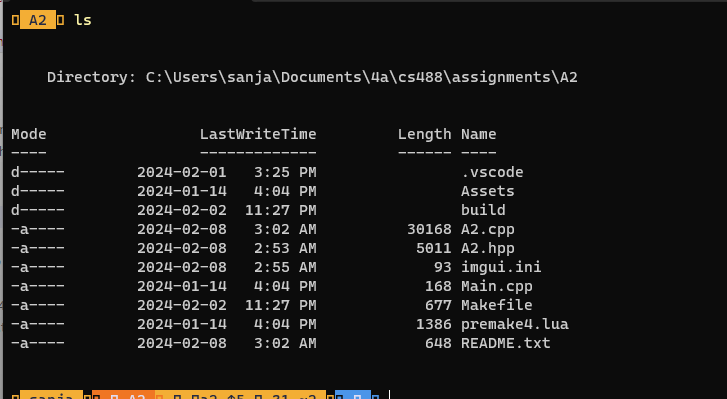 A2 ls
Directory: C:\Users\sanja\Documents\4a\cs488\assignments\A2
Mode LastWriteTime Length Name
---- ------------- ------ ----
d----- 2024-02-01 3:25 PM .vscode
d----- 2024-01-14 4:04 PM Assets
d----- 2024-02-02 11:27 PM build
-a---- 2024-02-08 3:02 AM 30168 A2.cpp
-a---- 2024-02-08 2:53 AM 5011 A2.hpp
-a---- 2024-02-08 2:55 AM 93 imgui.ini
-a---- 2024-01-14 4:04 PM 168 Main.cpp
-a---- 2024-02-02 11:27 PM 677 Makefile
-a---- 2024-01-14 4:04 PM 1386 premake4.lua
-a---- 2024-02-08 3:02 AM 648 README.txt
sanja A2